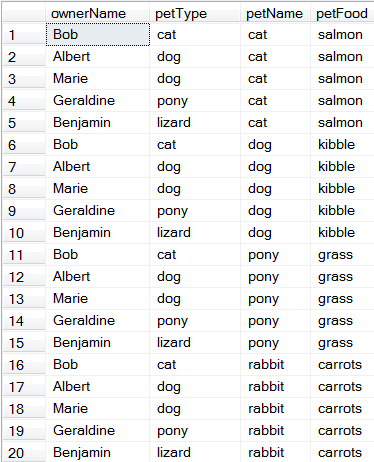 ownerName petType petName petFood
1 Bob cat cat salmon
2 Albert dog cat salmon
3 Marie dog cat salmon
4 Geraldine pony cat salmon
5 Benjamin lizard cat salmon
6 Bob cat dog kibble
7 Albert dog dog kibble
8 Marie dog dog kibble
9 Geraldine pony dog kibble
10 Benjamin lizard dog kibble
11 Bob cat pony grass
12 Albert dog pony grass
13 Marie dog pony grass
14 Geraldine pony pony grass
15 Benjamin lizard pony grass
16 Bob cat rabbit carrots
17 Albert dog rabbit carrots
18 Marie dog rabbit carrots
19 Geraldine pony rabbit carrots
20 Benjamin lizard rabbit carrots